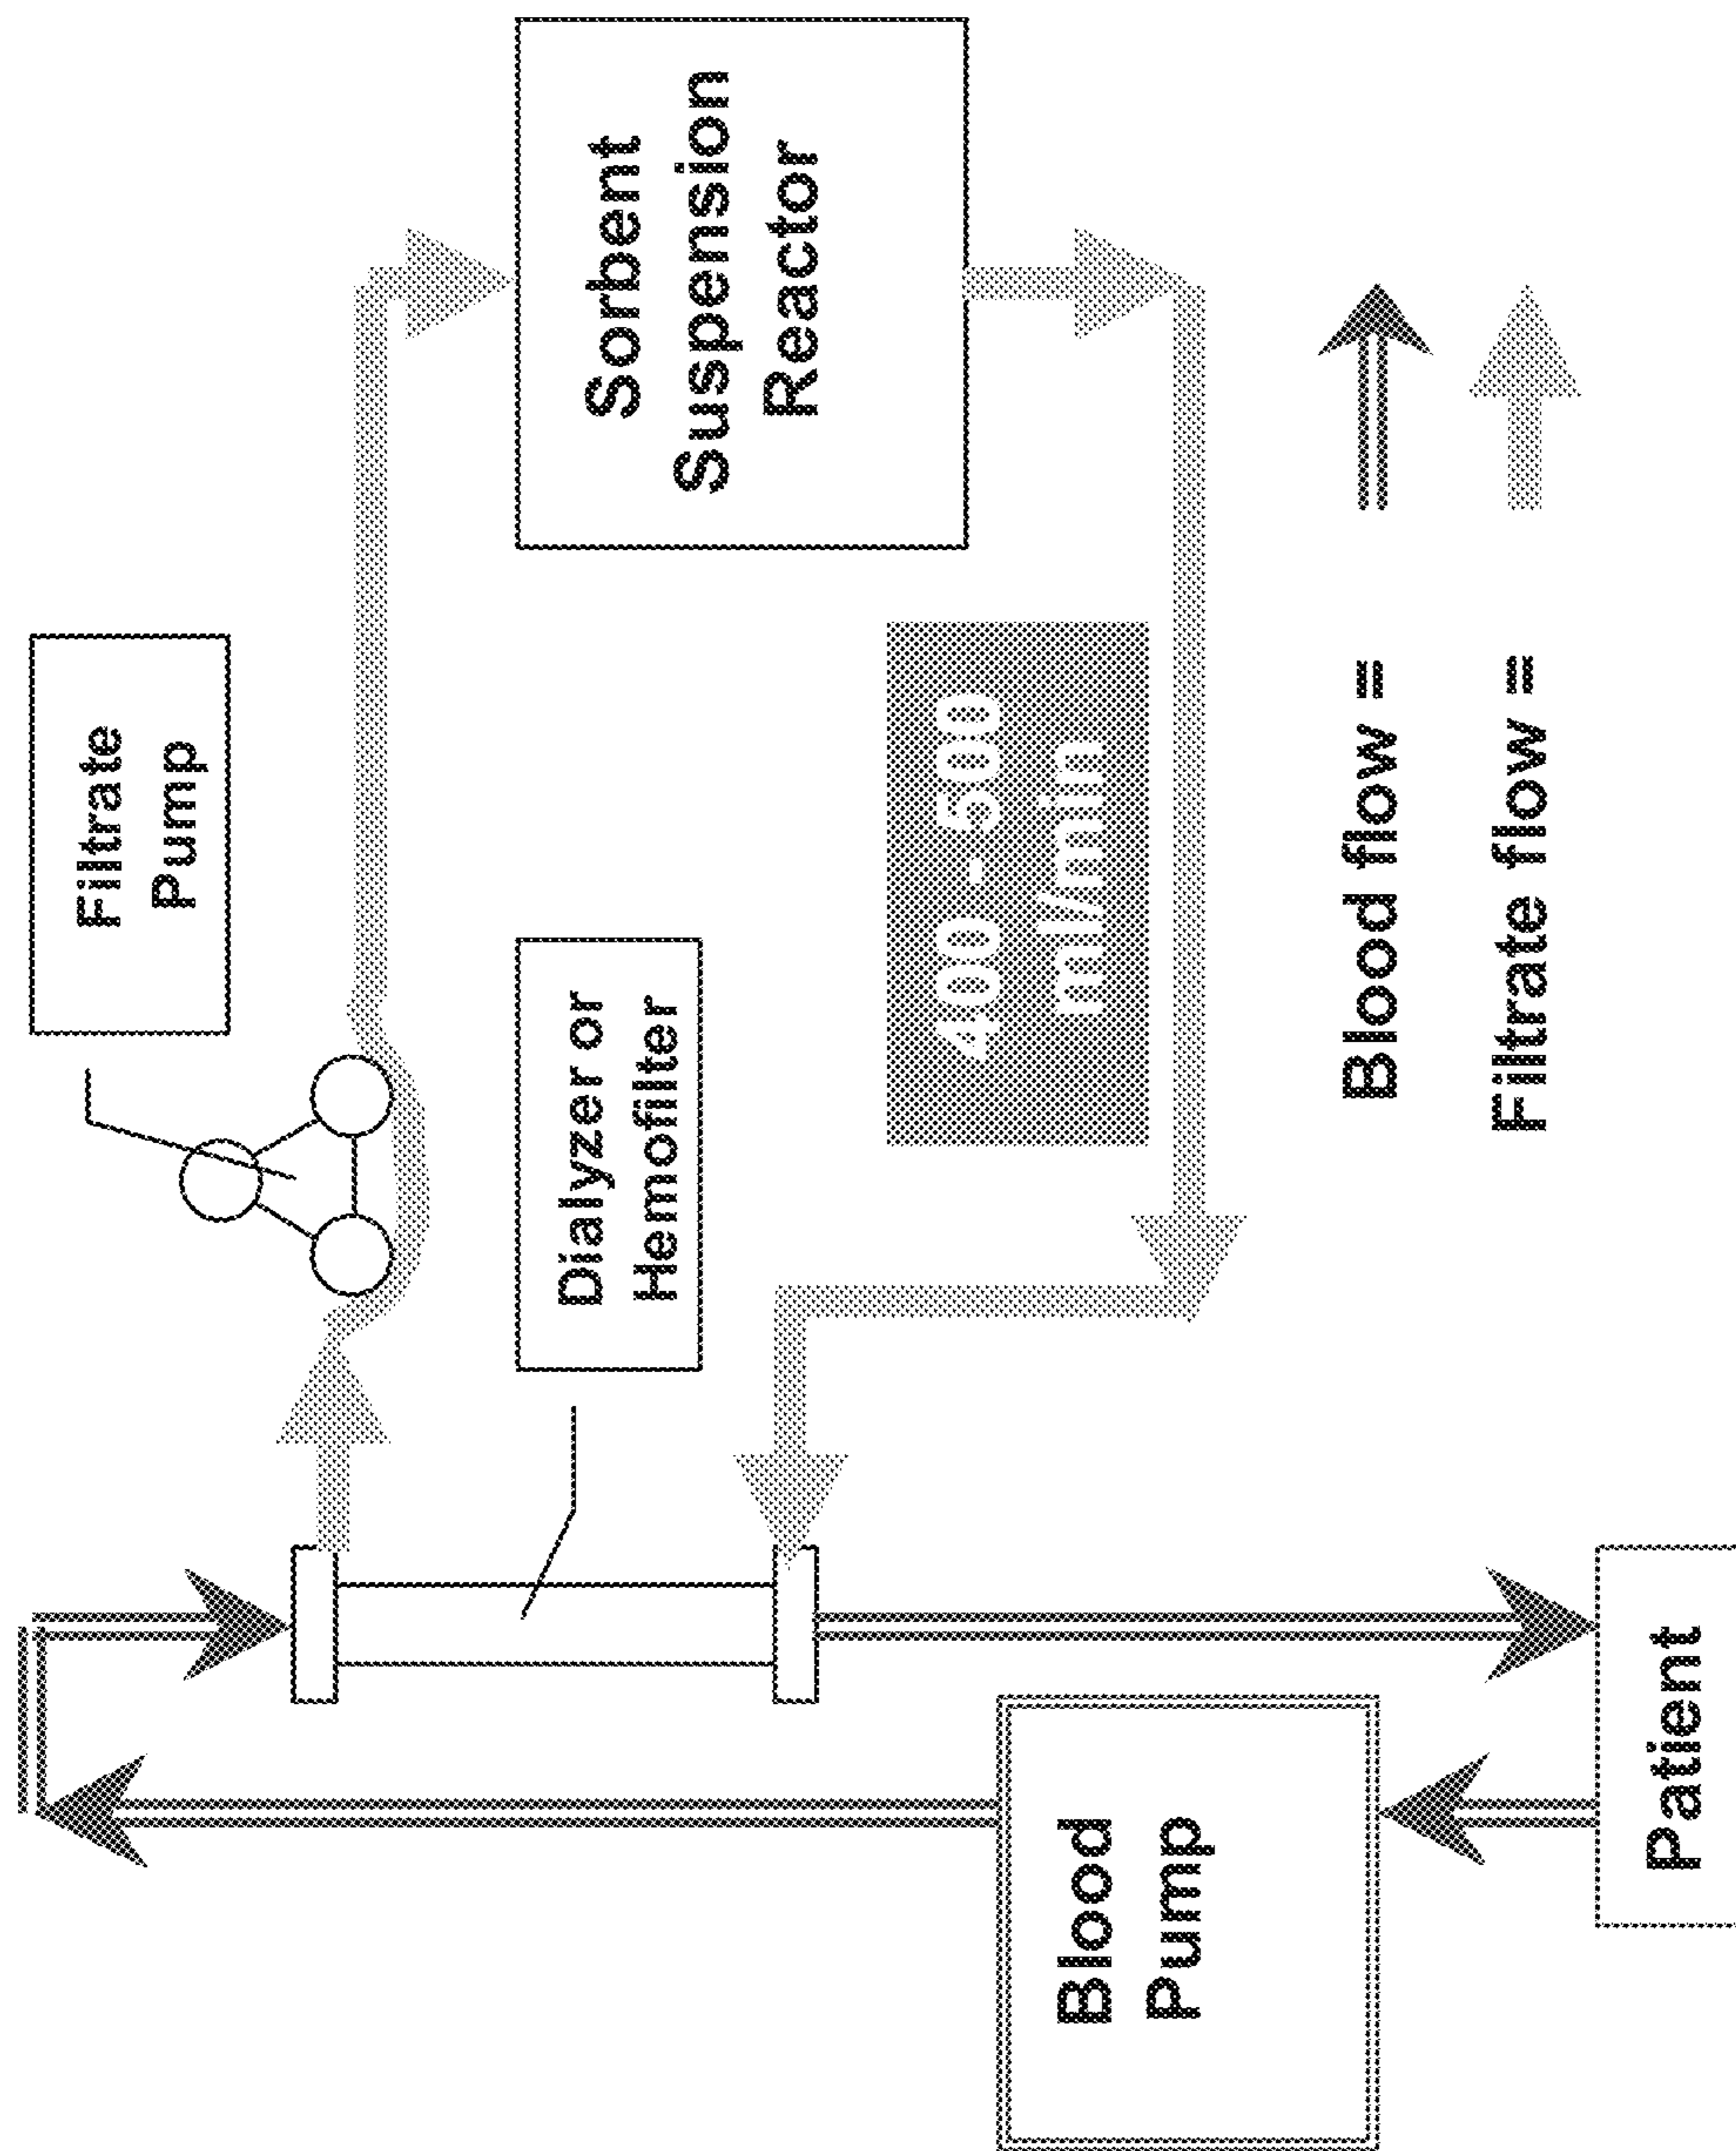 Filtrate
Pump
Sorbent
Suspension
Reactor
Dialyzer or
Hemofilter
400 - 500
ml/min
Blood
Pump
Patient
Blood flow =
Filtrate flow =